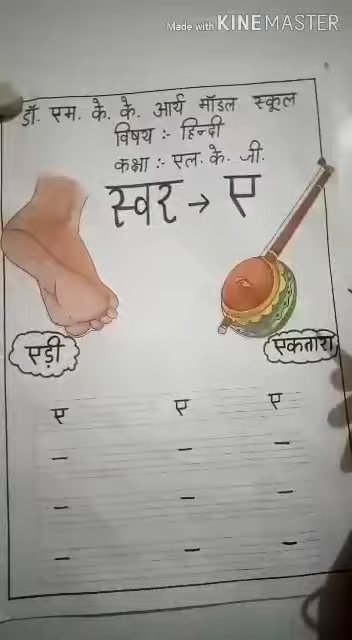 Made with KINEMASTER
डॉ. एम. के. के. आर्य मॉडल स्कूल
विषय :- हिन्दी
कक्षा :- एल. के. जी.
स्वर → ए
एड़ी
एकतारा
ए ए ए
- - -
- - -
- - -